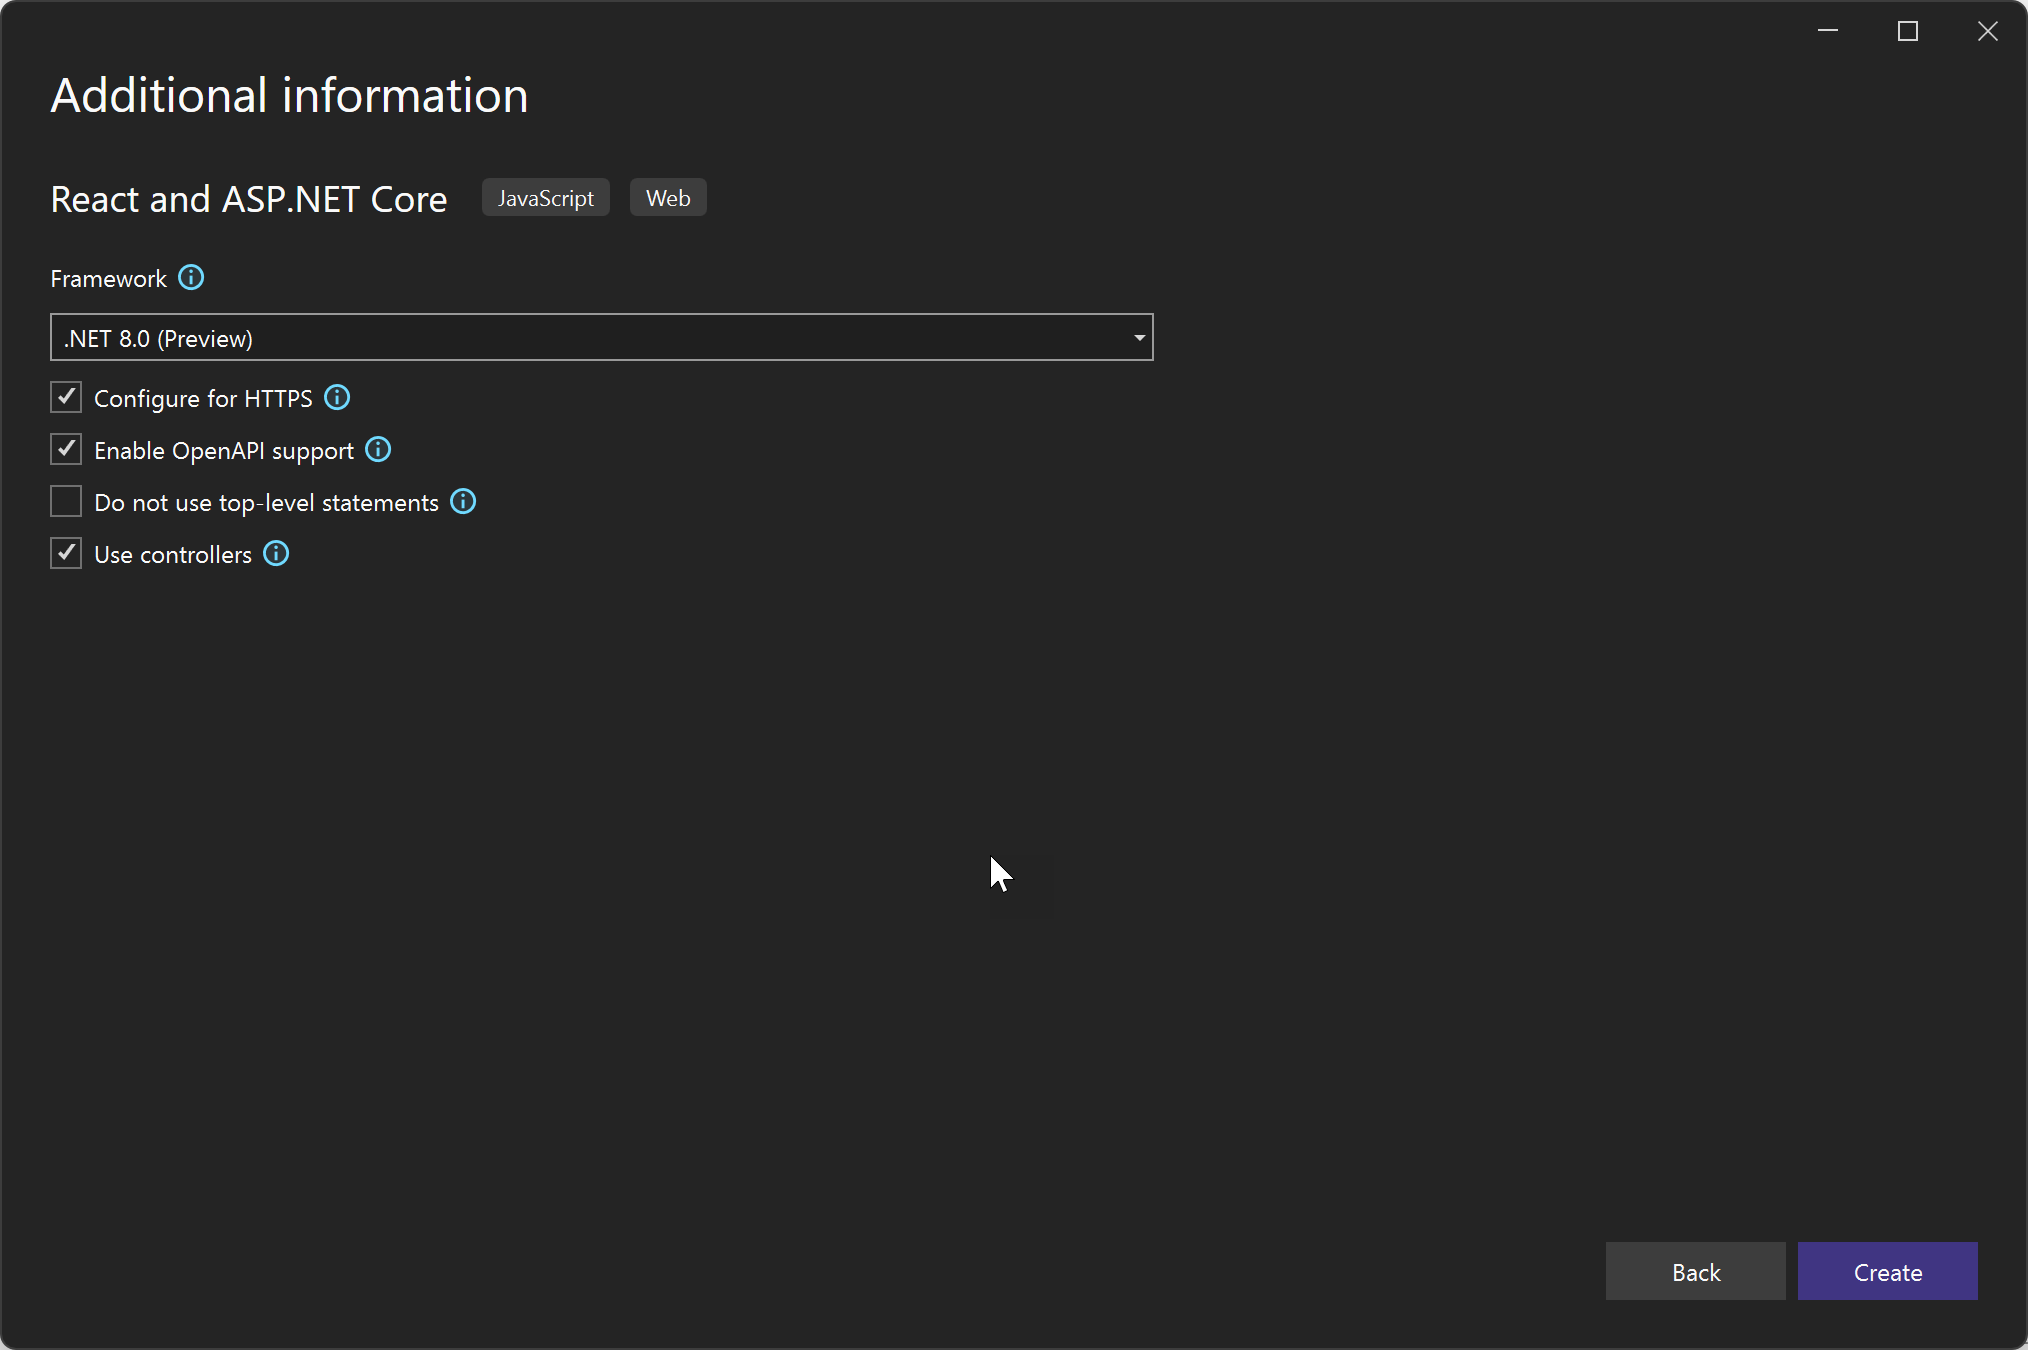 Additional information
React and ASP.NET Core JavaScript Web
Framework
.NET 8.0 (Preview)
Configure for HTTPS
Enable OpenAPI support
Do not use top-level statements
Use controllers
Back Create